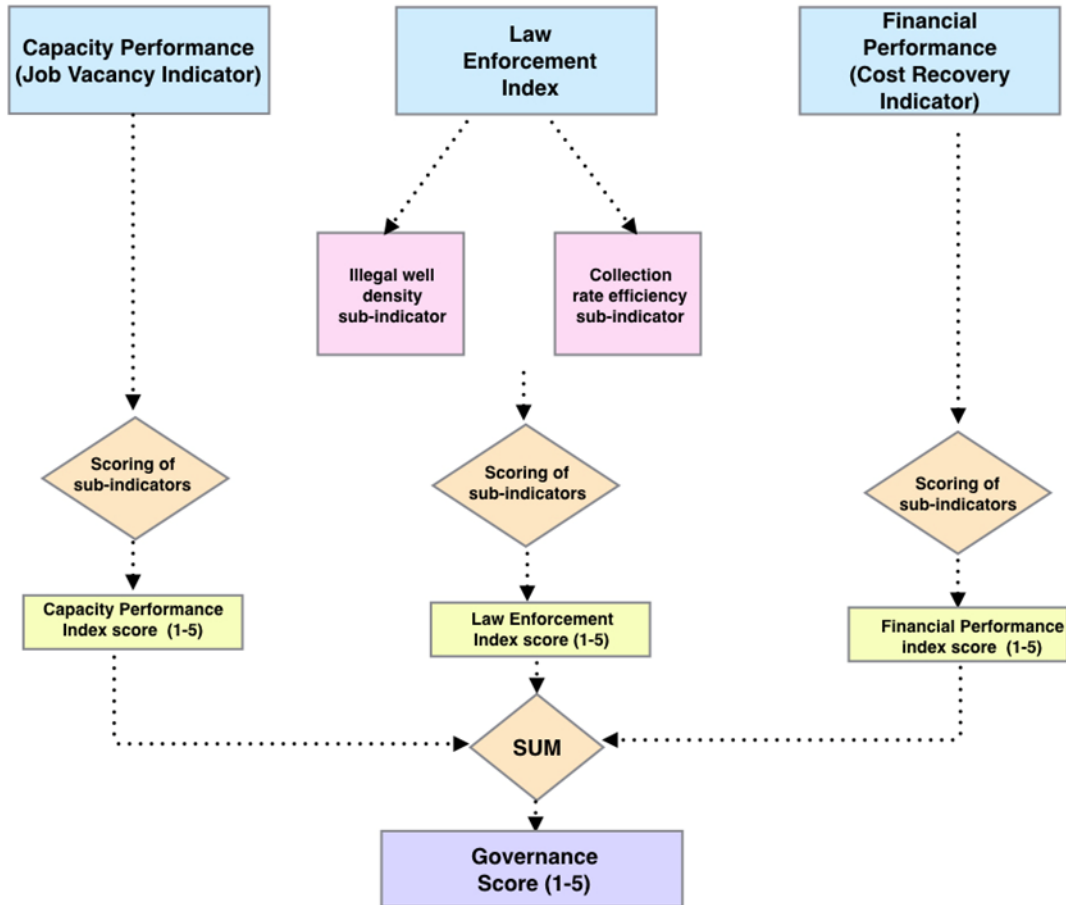 Capacity Performance
(Job Vacancy Indicator)
Law
Enforcement
Index
Financial
Performance
(Cost Recovery
Indicator)
Illegal well
density
sub-indicator
Collection
rate efficiency
sub-indicator
Scoring of
sub-indicators
Scoring of
sub-indicators
Scoring of
sub-indicators
Capacity Performance
Index score (1-5)
Law Enforcement
Index score (1-5)
Financial Performance
index score (1-5)
SUM
Governance
Score (1-5)